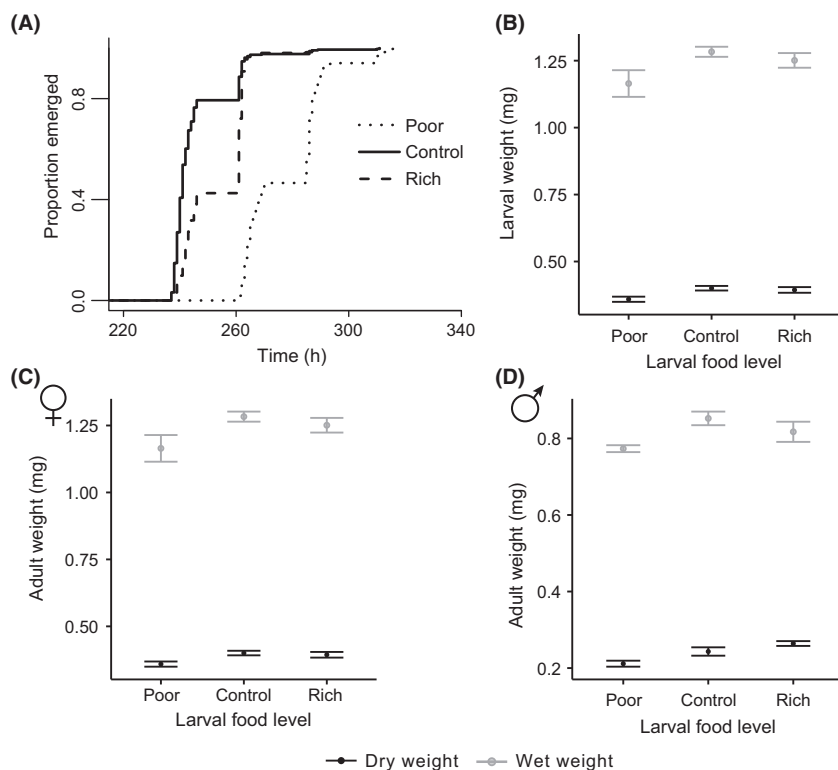 (A)
Proportion emerged
0.8
0.4
0.0
220
260
300
340
Time (h)
Poor
Control
Rich
(B)
Larval weight (mg)
1.25
1.00
0.50
Poor
Control
Rich
Larval food level
(C)
Adult weight (mg)
1.25
1.00
0.75
0.50
Poor
Control
Rich
Larval food level
(D)
Adult weight (mg)
0.8
0.6
0.4
0.2
Poor
Control
Rich
Larval food level
Dry weight
Wet weight